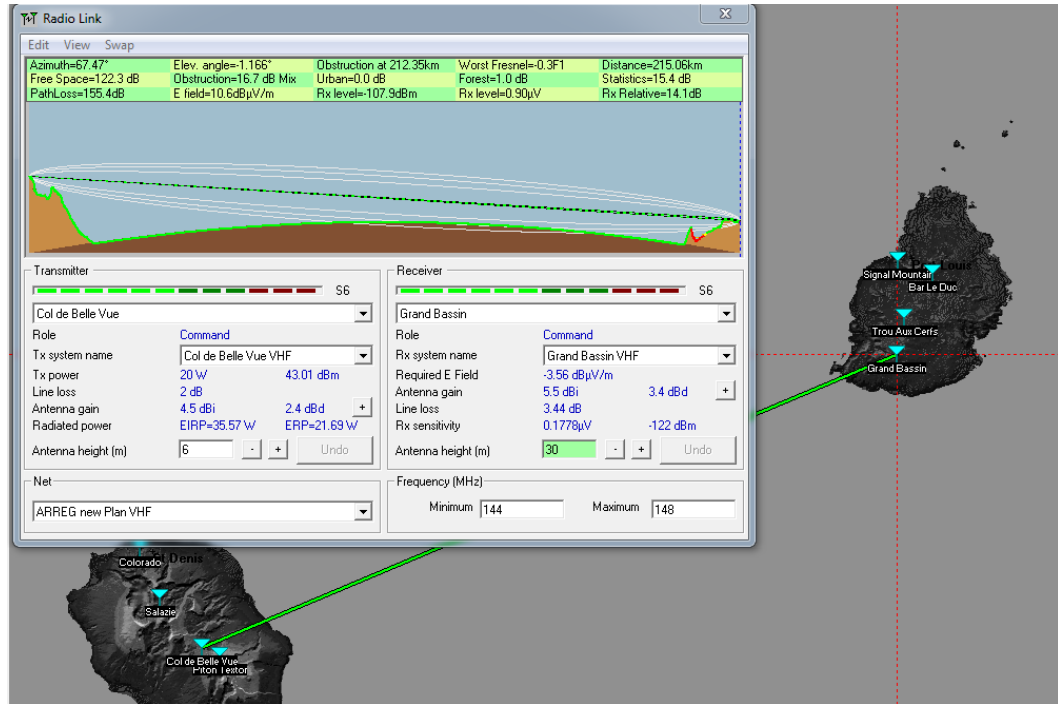 Radio Link
Edit View Swap
Azimuth=67.47° Elev. angle=-1.166° Obstruction at 212.35km Worst Fresnel=-0.3F1 Distance=215.06km
Free Space=122.3 dB Obstruction=16.7 dB Mix Urban=0.0 dB Forest=1.0 dB Statistics=15.4 dB
PathLoss=155.4dB E field=10.6dBµV/m Rx level=-107.9dBm Rx level=0.90µV Rx Relative=14.1dB
Transmitter
S6
Col de Belle Vue
Role Command
Tx system name Col de Belle Vue VHF
Tx power 20 W 43.01 dBm
Line loss 2 dB
Antenna gain 4.5 dBi 2.4 dBd +
Radiated power EIRP=35.57 W ERP=21.69 W
Antenna height (m) 6 - + Undo
Net
ARREG new Plan VHF
Receiver
S6
Grand Bassin
Role Command
Rx system name Grand Bassin VHF
Required E Field -3.56 dBµV/m
Antenna gain 5.5 dBi 3.4 dBd +
Line loss 3.44 dB
Rx sensitivity 0.1778µV -122 dBm
Antenna height (m) 30 - + Undo
Frequency (MHz)
Minimum 144 Maximum 148
Signal Mountain
Louis
Bar Le Duc
Trou Aux Cerfs
Grand Bassin
Denis
Colorado
Salazie
Col de Belle Vue
Piton Textor